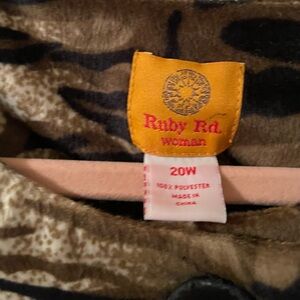 Ruby Rd.
woman
20W
100% POLYESTER
MADE IN
CHINA